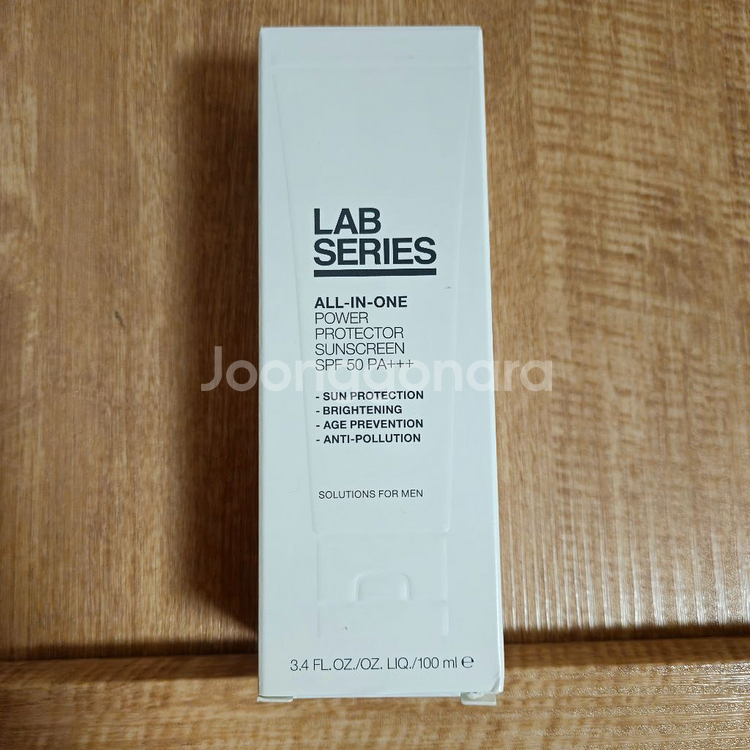 LAB
SERIES
ALL-IN-ONE
POWER
PROTECTOR
SUNSCREEN
SPF 50 PA+++
Joonggonara
- SUN PROTECTION
- BRIGHTENING
- AGE PREVENTION
- ANTI-POLLUTION
SOLUTIONS FOR MEN
3.4 FL.OZ./OZ. LIQ./100 ml ℮